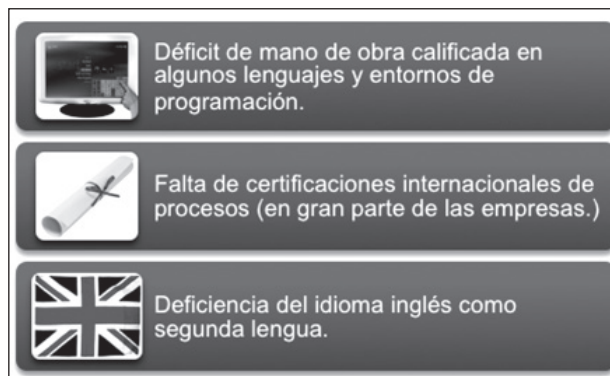 Déficit de mano de obra calificada en
algunos lenguajes y entornos de
programación.
Falta de certificaciones internacionales de
procesos (en gran parte de las empresas.)
Deficiencia del idioma inglés como
segunda lengua.